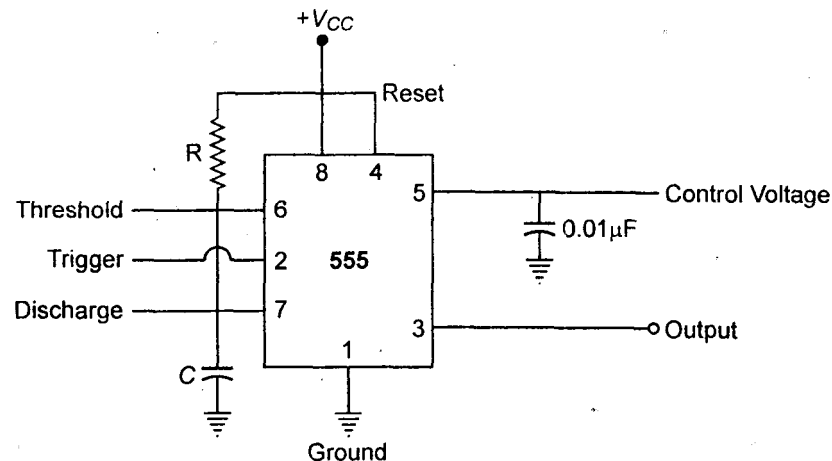 +VCC
Reset
R
8 4
5 Control Voltage
Threshold 6
0.01μF
Trigger 2 555
Discharge 7
3 Output
1
C
Ground